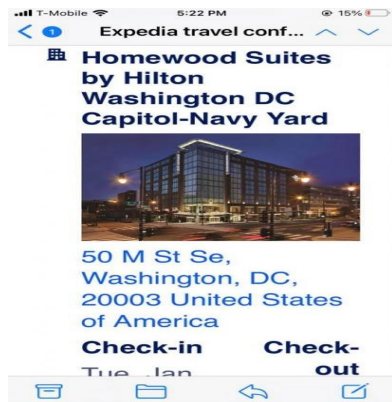 T-Mobile 5:22 PM 15%
1 Expedia travel conf...
Homewood Suites
by Hilton
Washington DC
Capitol-Navy Yard
50 M St Se,
Washington, DC,
20003 United States
of America
Check-in Check-
Tue, Jan out